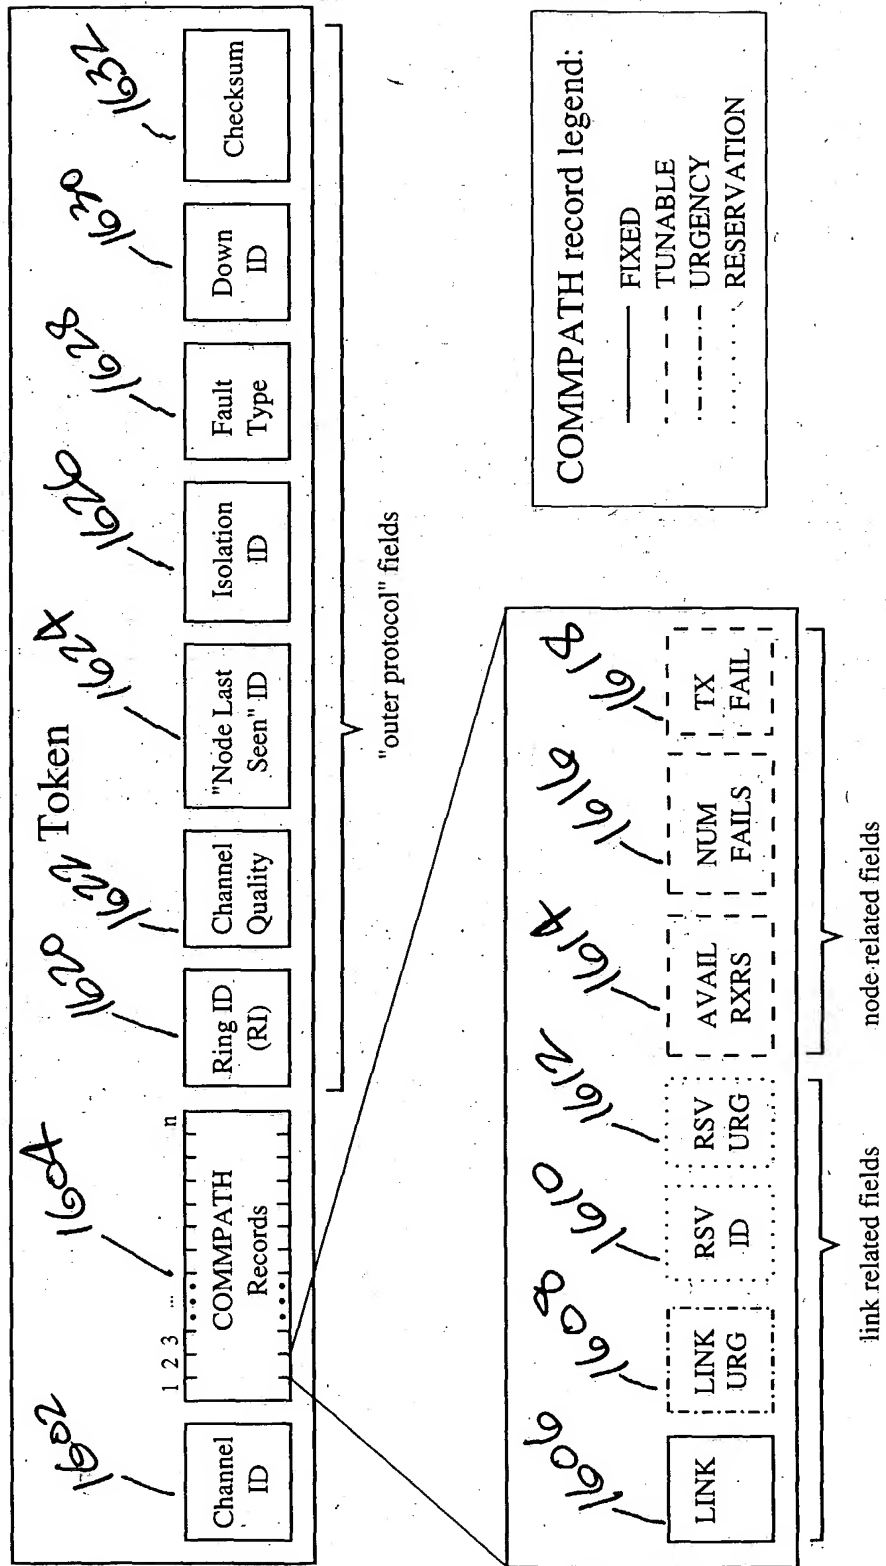 Token
1602
1604
1620
1622
1624
1626
1628
1630
1632
Channel
ID
1 2 3 ... n
COMMPATH
Records
Ring ID
(RI)
Channel
Quality
"Node Last
Seen" ID
Isolation
ID
Fault
Type
Down
ID
Checksum
"outer protocol" fields
1606
1608
1610
1612
1614
1616
1618
LINK
LINK
URG
RSV
ID
RSV
URG
AVAIL
RXRS
NUM
FAILS
TX
FAIL
link related fields
node related fields
COMMPATH record legend:
FIXED
TUNABLE
URGENCY
RESERVATION